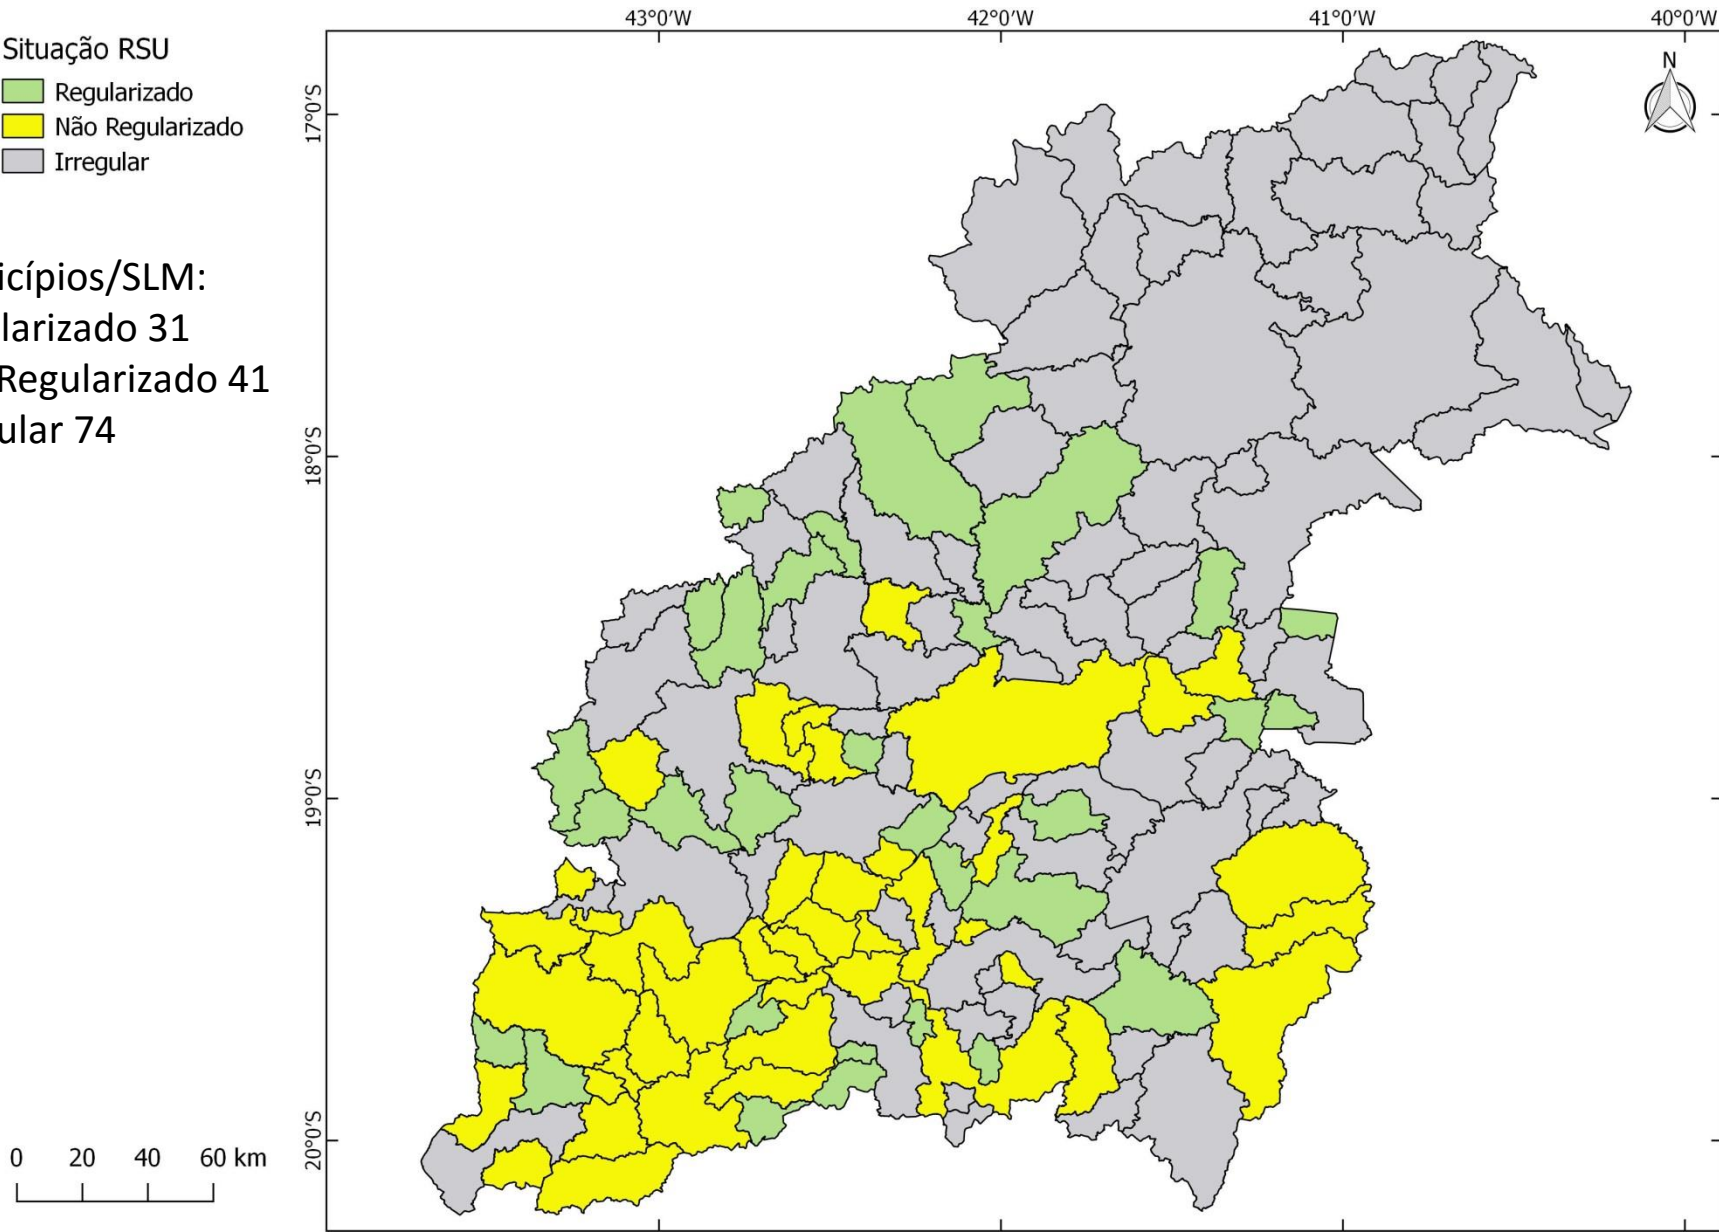 Situação RSU
Regularizado
Não Regularizado
Irregular
icípios/SLM:
larizado 31
Regularizado 41
ular 74
43°0'W
42°0'W
41°0'W
40°0'W
N
17°0'S
18°0'S
19°0'S
20°0'S
0 20 40 60 km